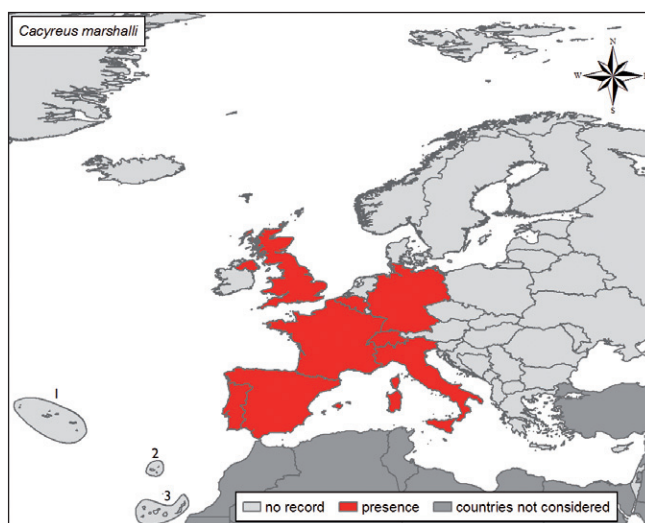 Cacyreus marshalli
N
W
E
S
1
2
3
no record presence countries not considered